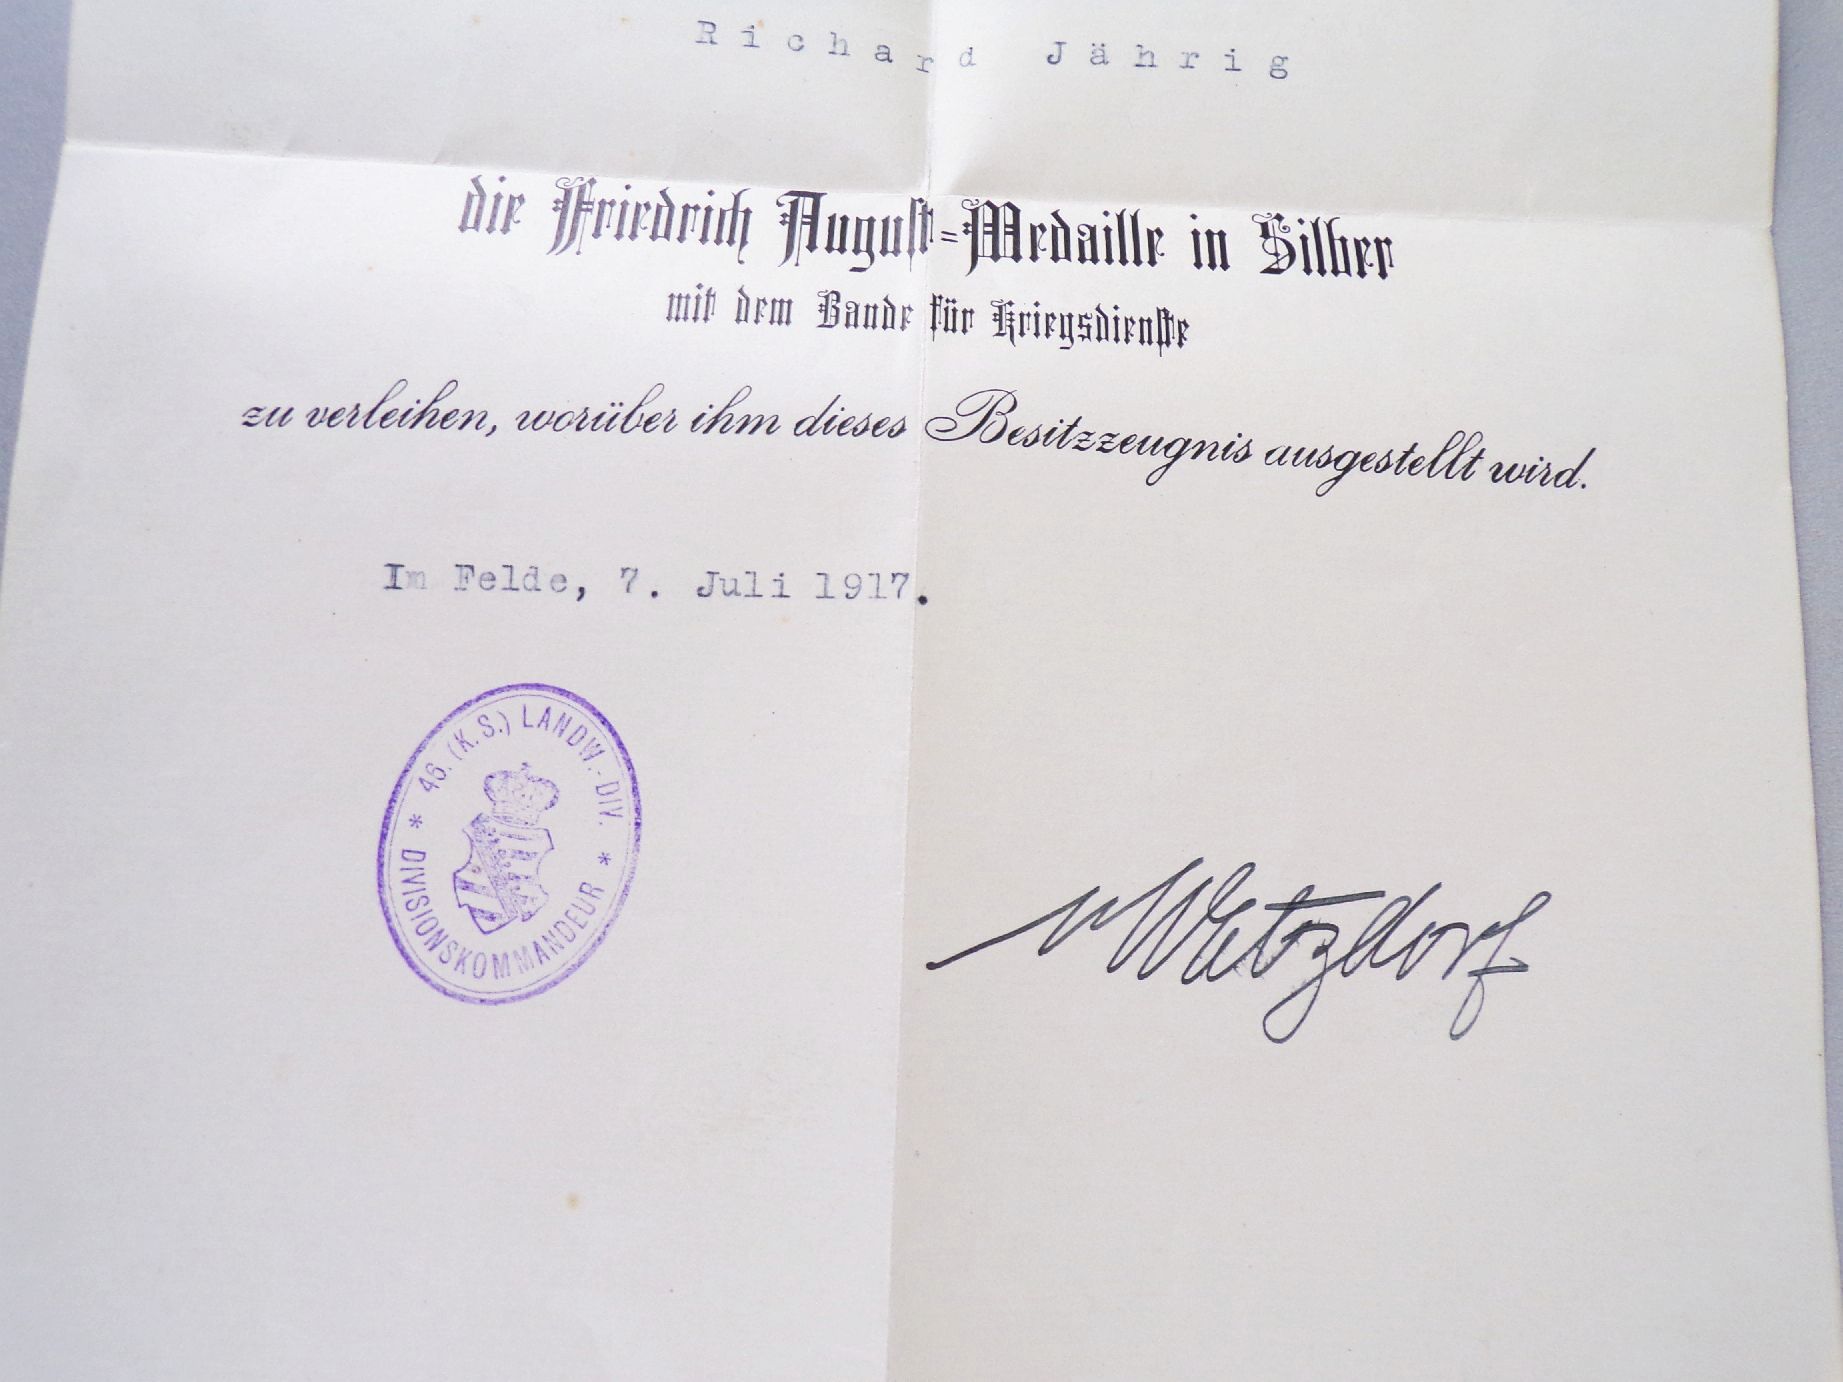 Richard Jährig
die Friedrich August=Medaille in Silber
mit dem Bande für Kriegsdienste
zu verleihen, worüber ihm dieses Besitzzeugnis ausgestellt wird.
Im Felde, 7. Juli 1917.
* 46. (K. S.) LANDW.-DIV. *
DIVISIONSKOMMANDEUR
v Wetzdorf